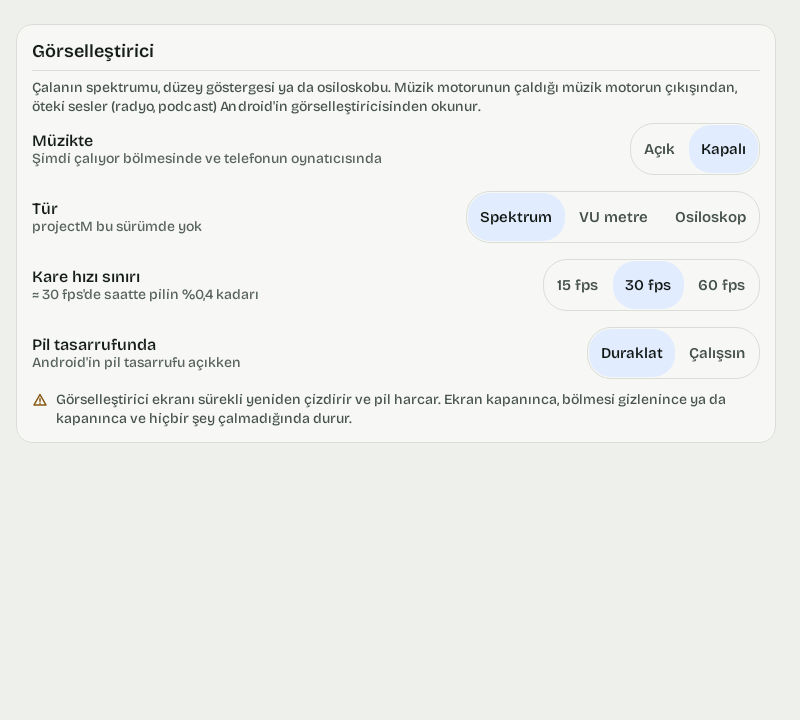 Görselleştirici
Çalanın spektrumu, düzey göstergesi ya da osiloskobu. Müzik motorunun çaldığı müzik motorun çıkışından,
öteki sesler (radyo, podcast) Android'in görselleştiricisinden okunur.
Müzikte
Şimdi çalıyor bölmesinde ve telefonun oynatıcısında
Açık Kapalı
Tür
projectM bu sürümde yok
Spektrum VU metre Osiloskop
Kare hızı sınırı
≈ 30 fps'de saatte pilin %0,4 kadarı
15 fps 30 fps 60 fps
Pil tasarrufunda
Android'in pil tasarrufu açıkken
Duraklat Çalışsın
Görselleştirici ekranı sürekli yeniden çizdirir ve pil harcar. Ekran kapanınca, bölmesi gizlenince ya da
kapanınca ve hiçbir şey çalmadığında durur.